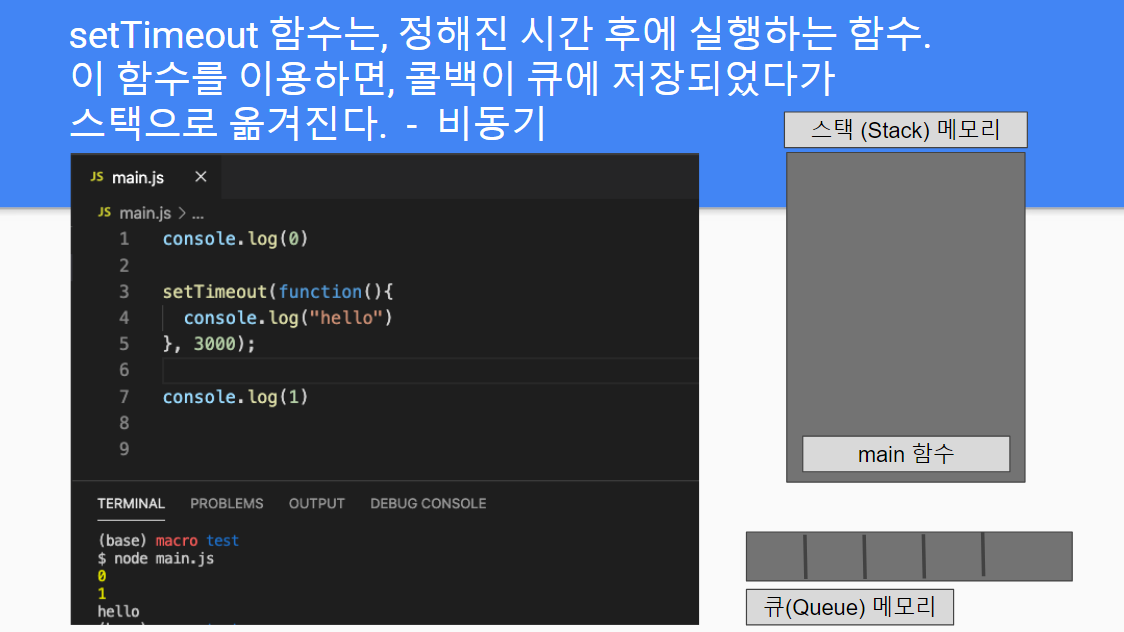 setTimeout 함수는, 정해진 시간 후에 실행하는 함수.
이 함수를 이용하면, 콜백이 큐에 저장되었다가
스택으로 옮겨진다. - 비동기
스택 (Stack) 메모리
JS main.js ×
JS main.js > ...
1 console.log(0)
2
3 setTimeout(function(){
4 console.log("hello")
5 }, 3000);
6
7 console.log(1)
8
9
main 함수
TERMINAL PROBLEMS OUTPUT DEBUG CONSOLE
(base) macro test
$ node main.js
0
1
hello
큐(Queue) 메모리